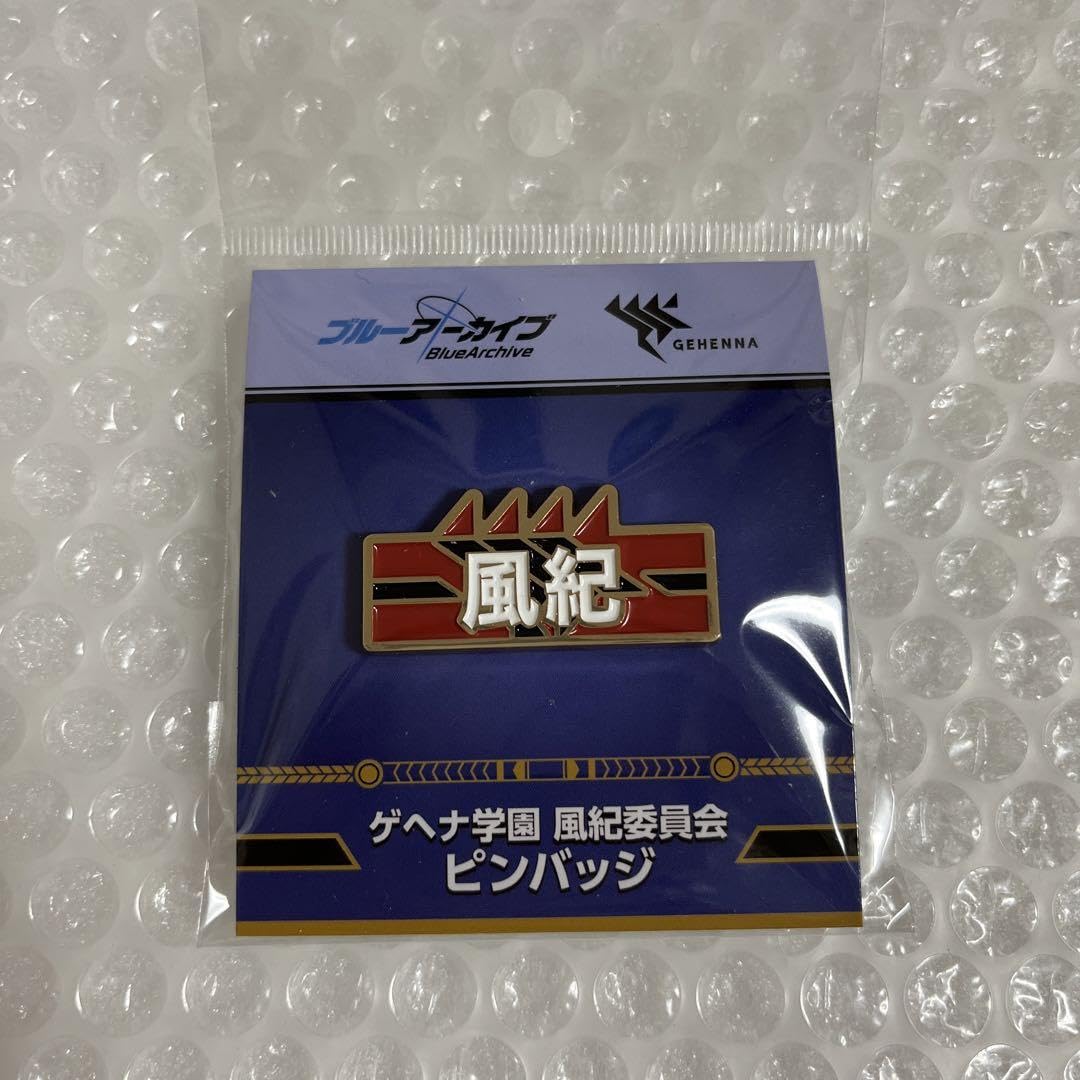 ブルーアーカイブ
BlueArchive
GEHENNA
風紀
ゲヘナ学園 風紀委員会
ピンバッジ